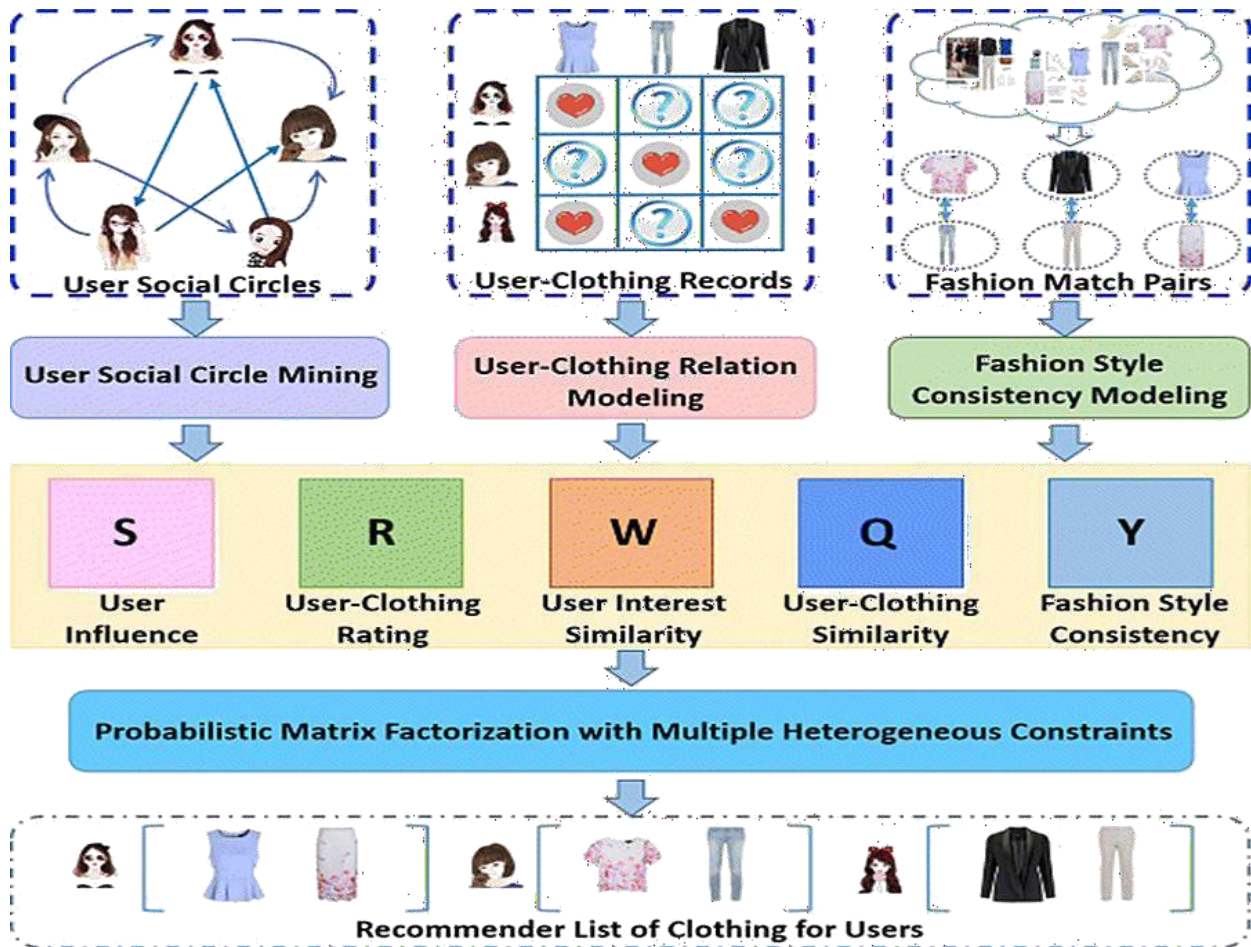 User Social Circles
User-Clothing Records
Fashion Match Pairs
User Social Circle Mining
User-Clothing Relation
Modeling
Fashion Style
Consistency Modeling
S
R
W
Q
Y
User
Influence
User-Clothing
Rating
User Interest
Similarity
User-Clothing
Similarity
Fashion Style
Consistency
Probabilistic Matrix Factorization with Multiple Heterogeneous Constraints
Recommender List of Clothing for Users